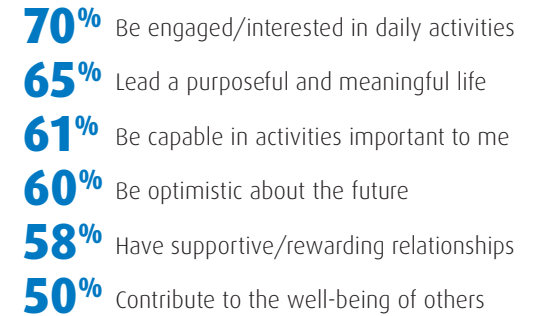 70% Be engaged/interested in daily activities
65% Lead a purposeful and meaningful life
61% Be capable in activities important to me
60% Be optimistic about the future
58% Have supportive/rewarding relationships
50% Contribute to the well-being of others